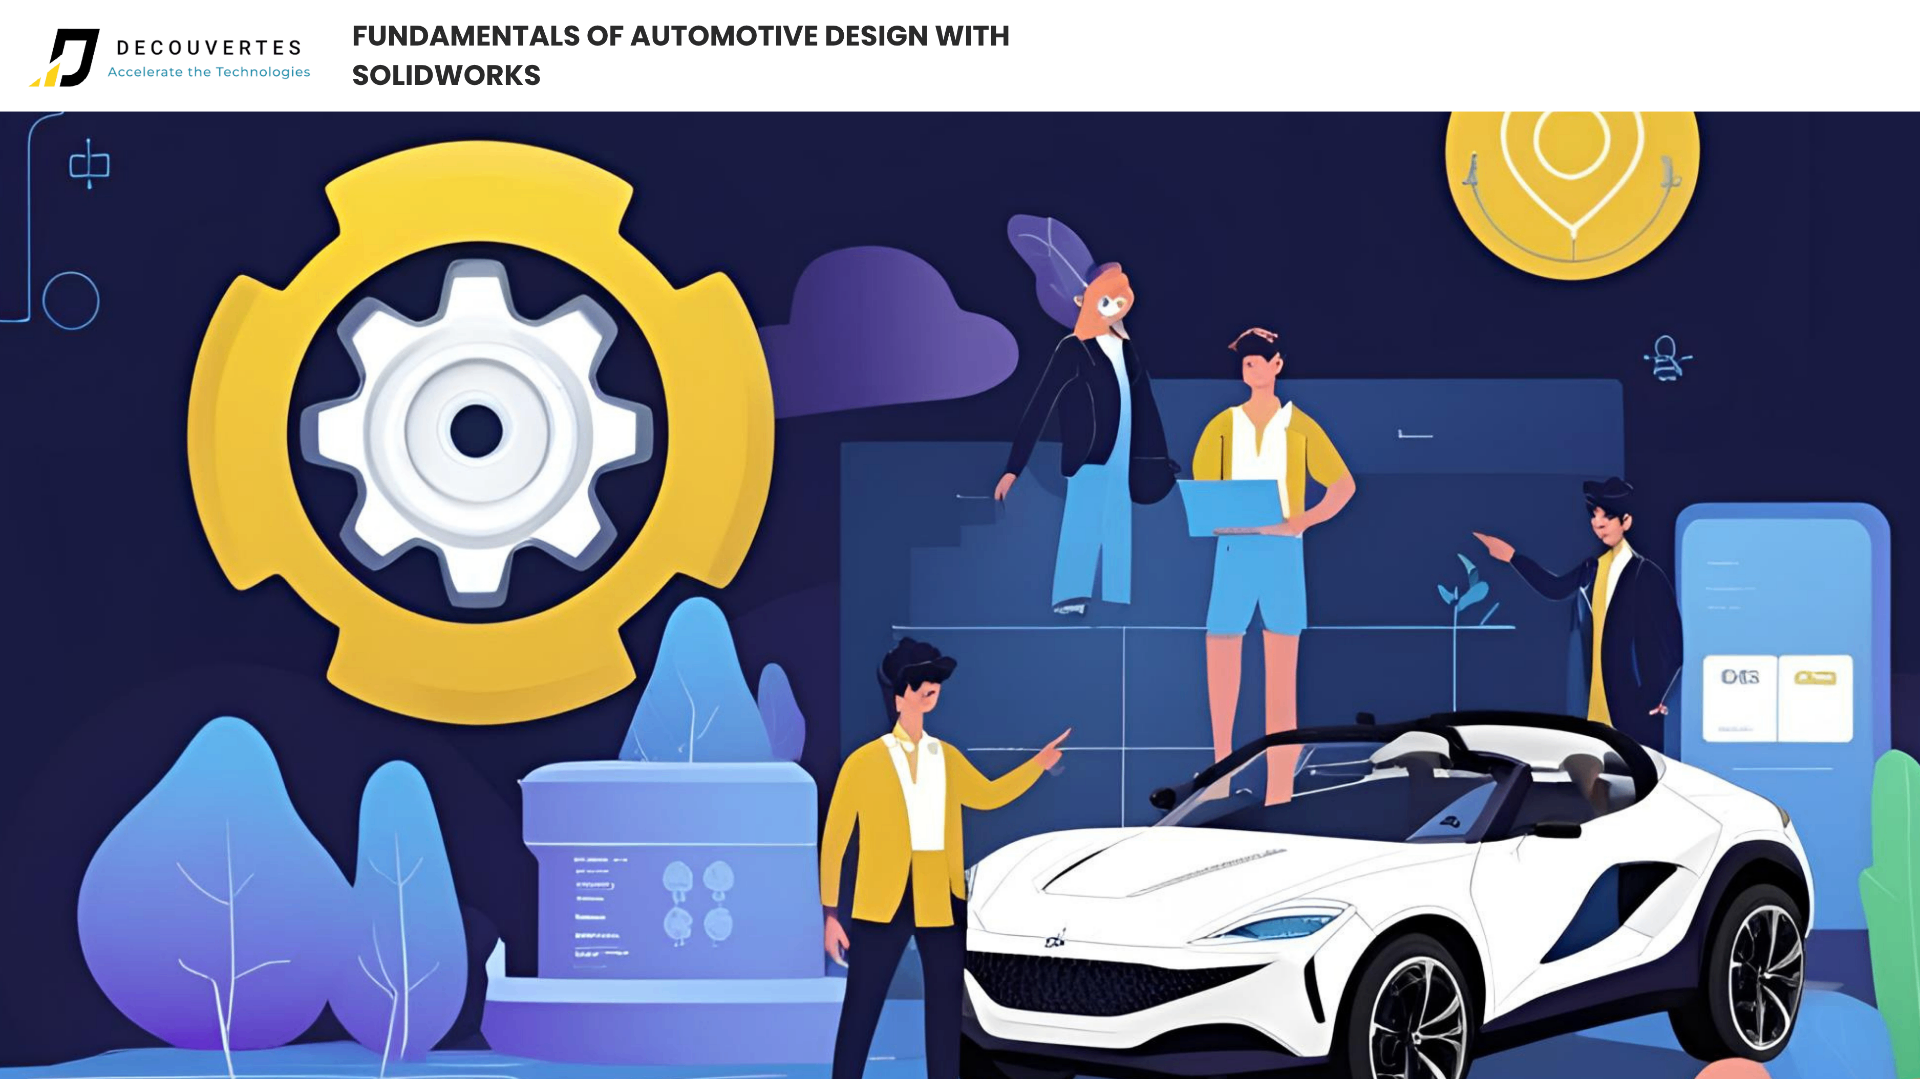 DECOUVERTES
Accelerate the Technologies
FUNDAMENTALS OF AUTOMOTIVE DESIGN WITH
SOLIDWORKS